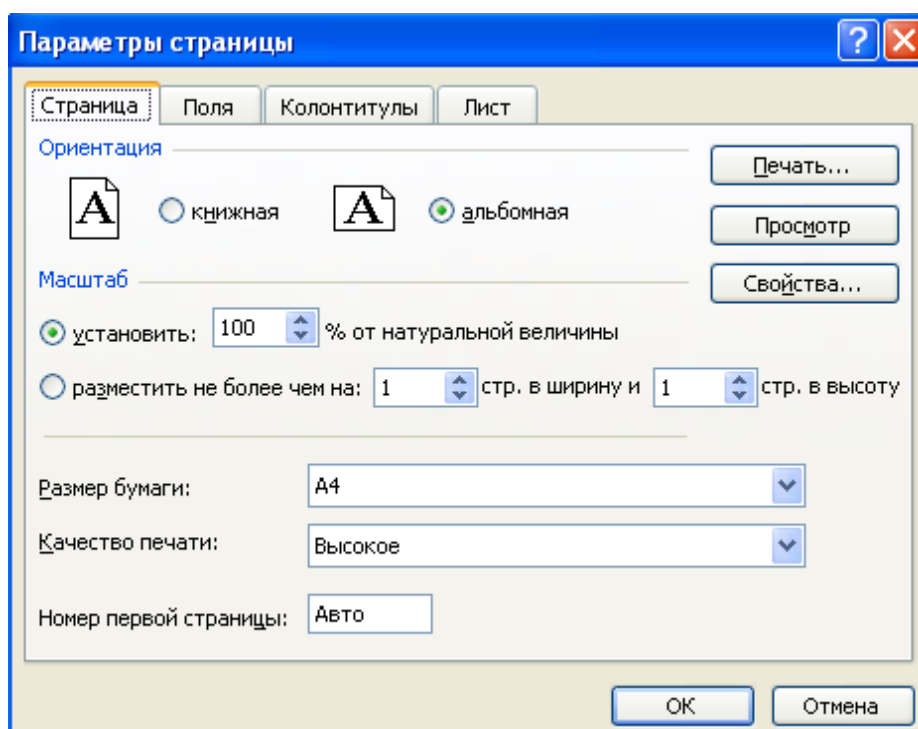 Параметры страницы
Страница Поля Колонтитулы Лист
Ориентация
Печать...
A книжная A альбомная
Просмотр
Масштаб
Свойства...
установить: 100 % от натуральной величины
разместить не более чем на: 1 стр. в ширину и 1 стр. в высоту
Размер бумаги: A4
Качество печати: Высокое
Номер первой страницы: Авто
ОК Отмена